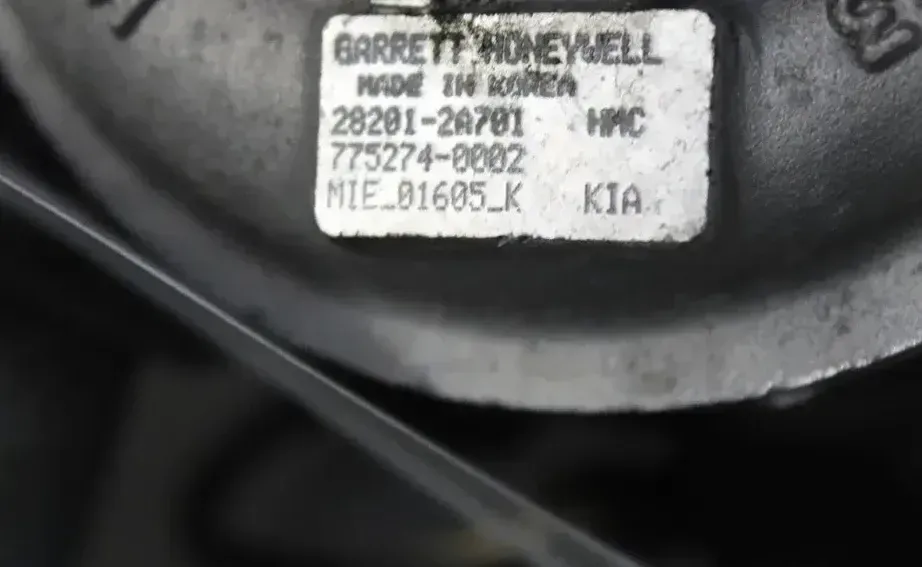 GARRETT HONEYWELL
MADE IN KOREA
28201-2A701 HMC
775274-0002
MIE_01605_K KIA